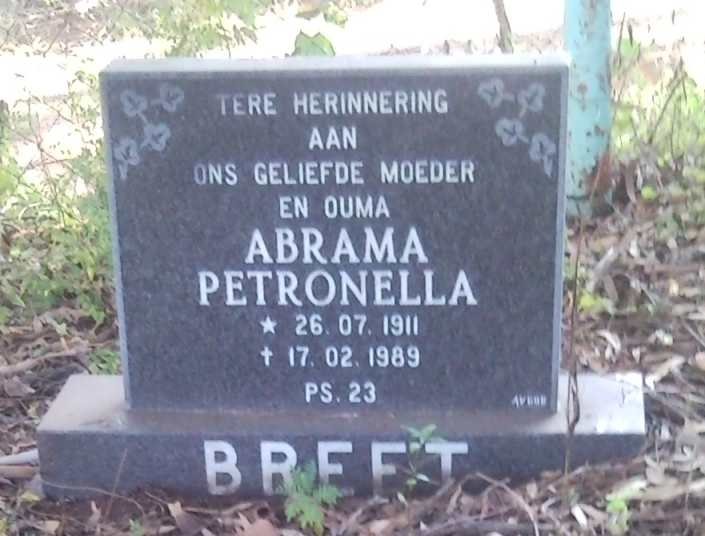 TERE HERINNERING
AAN
ONS GELIEFDE MOEDER
EN OUMA
ABRAMA
PETRONELLA
★ 26. 07. 1911
✝ 17. 02. 1989
PS. 23
BREET